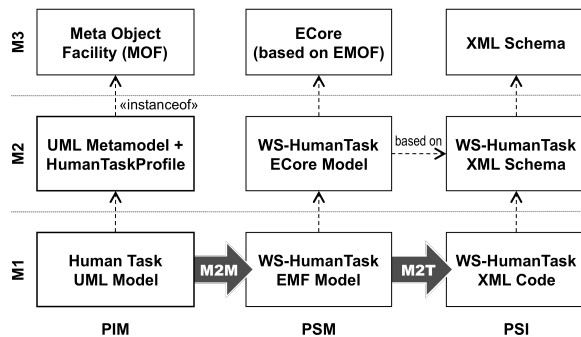 M3
Meta Object
Facility (MOF)
ECore
(based on EMOF)
XML Schema
«instanceof»
M2
UML Metamodel +
HumanTaskProfile
WS-HumanTask
ECore Model
based on
WS-HumanTask
XML Schema
M1
Human Task
UML Model
M2M
WS-HumanTask
EMF Model
M2T
WS-HumanTask
XML Code
PIM
PSM
PSI